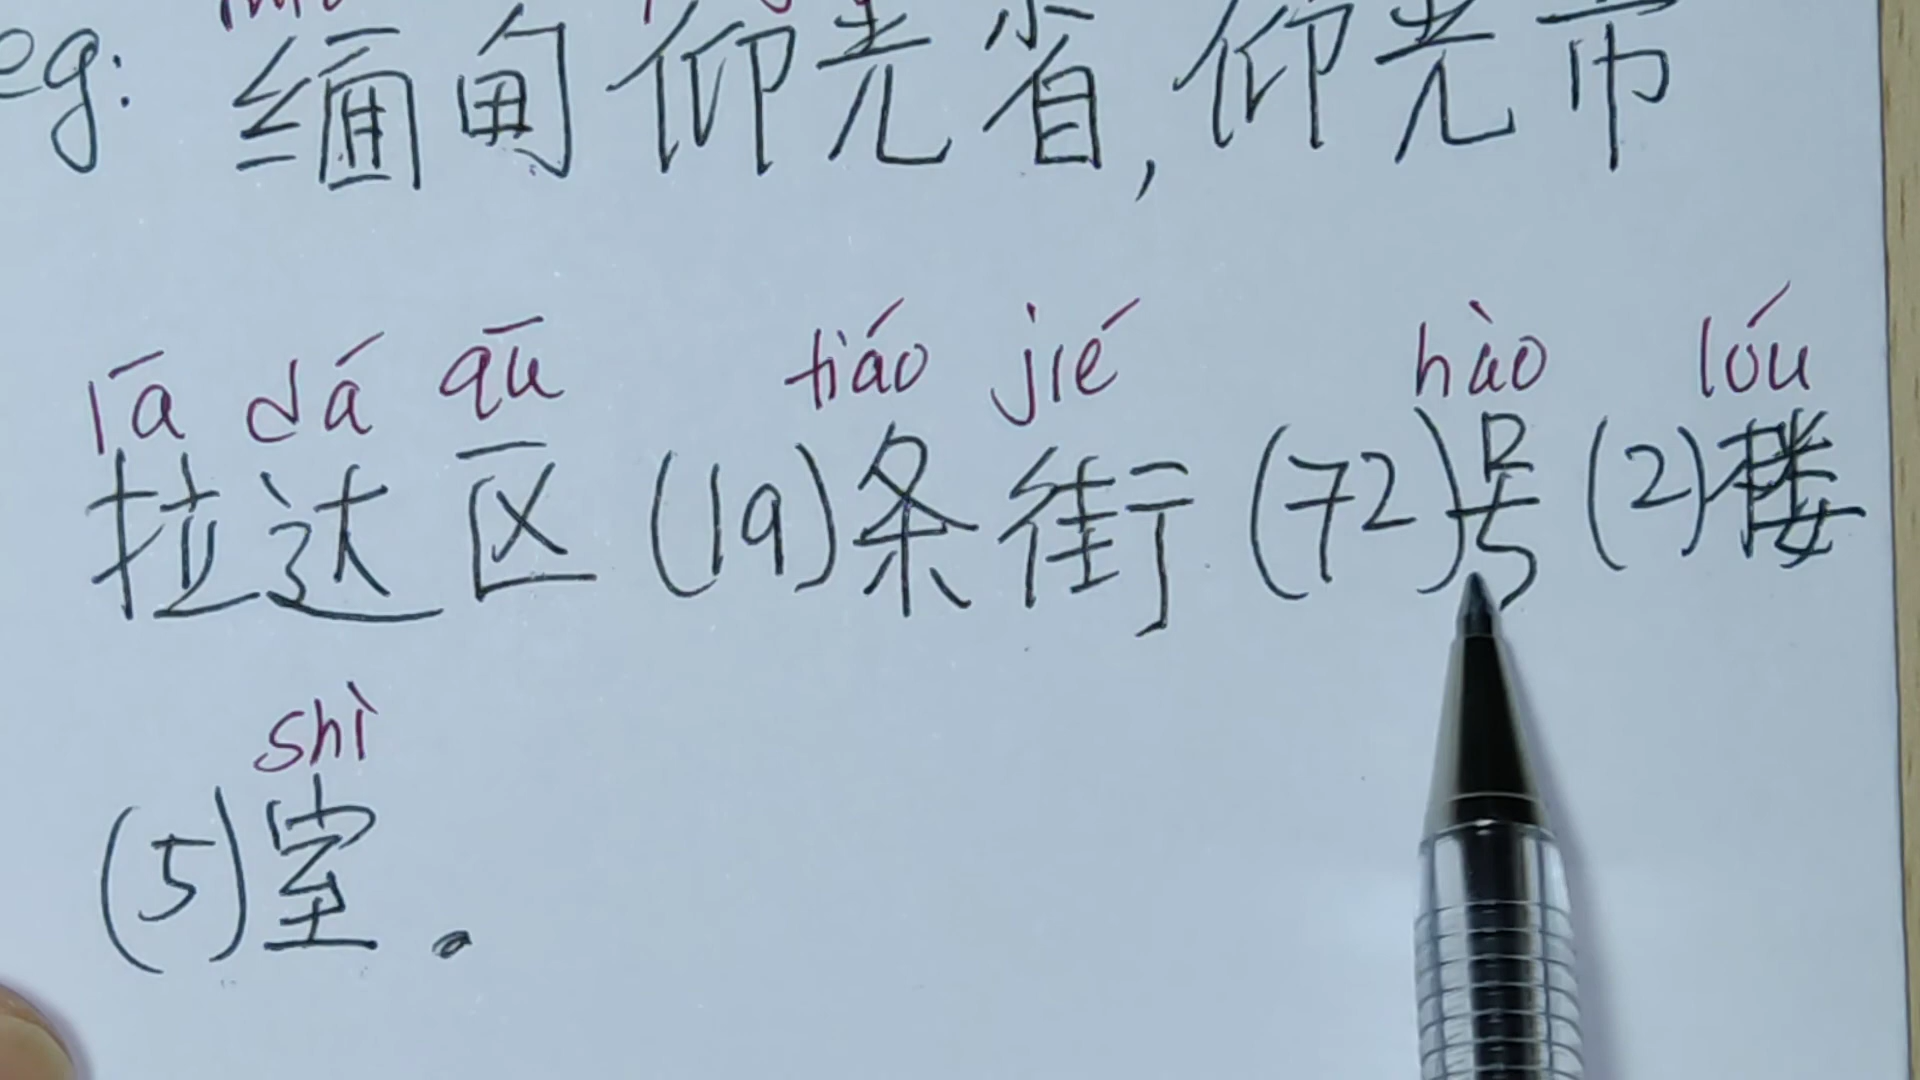 eg: 缅甸仰光省,仰光市
lā dá qū tiáo jié hào lóu
拉达区(19)条街(72)号(2)楼
shì
(5)室.